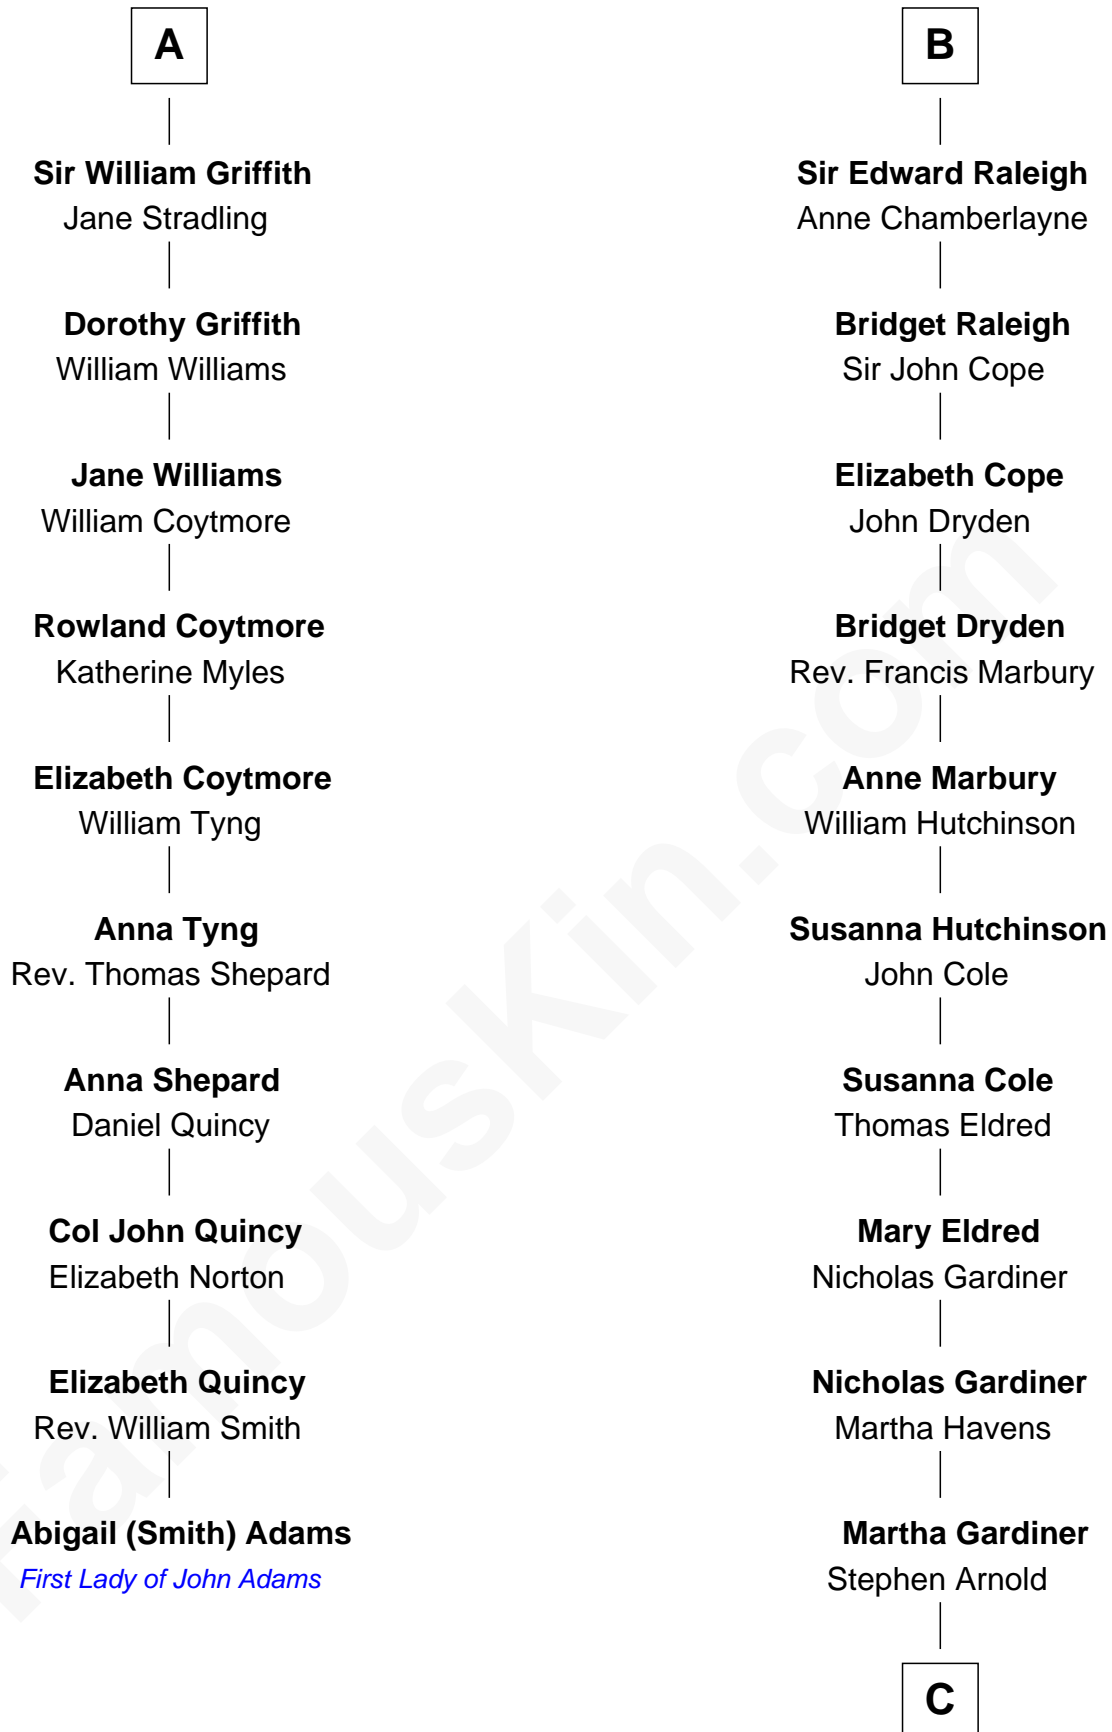 A
Sir William Griffith
Jane Stradling
Dorothy Griffith
William Williams
Jane Williams
William Coytmore
Rowland Coytmore
Katherine Myles
Elizabeth Coytmore
William Tyng
Anna Tyng
Rev. Thomas Shepard
Anna Shepard
Daniel Quincy
Col John Quincy
Elizabeth Norton
Elizabeth Quincy
Rev. William Smith
Abigail (Smith) Adams
First Lady of John Adams
B
Sir Edward Raleigh
Anne Chamberlayne
Bridget Raleigh
Sir John Cope
Elizabeth Cope
John Dryden
Bridget Dryden
Rev. Francis Marbury
Anne Marbury
William Hutchinson
Susanna Hutchinson
John Cole
Susanna Cole
Thomas Eldred
Mary Eldred
Nicholas Gardiner
Nicholas Gardiner
Martha Havens
Martha Gardiner
Stephen Arnold
C
FamousKin.com